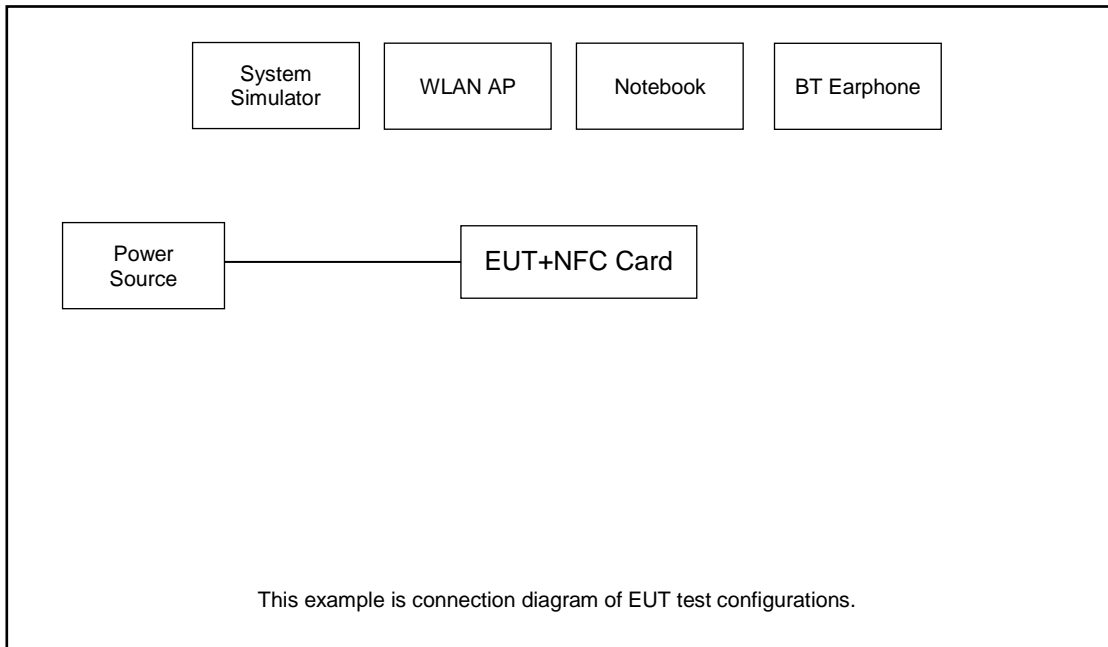 System
Simulator
WLAN AP
Notebook
BT Earphone
Power
Source
EUT+NFC Card
This example is connection diagram of EUT test configurations.